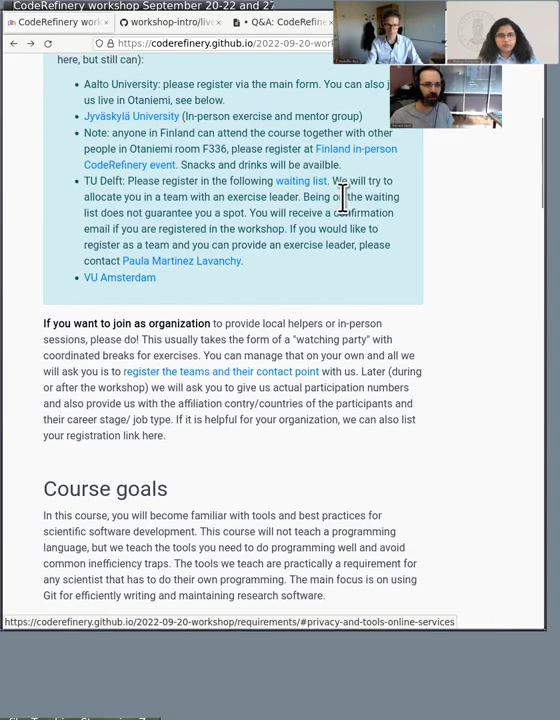 CodeRefinery workshop September 20-22 and 27
CodeRefinery works
workshop-intro/live
• Q&A: CodeRefine
https://coderefinery.github.io/2022-09-20-wor
here, but still can):
• Aalto University: please register via the main form. You can also j
us live in Otaniemi, see below.
• Jyväskylä University (In-person exercise and mentor group)
• Note: anyone in Finland can attend the course together with other
people in Otaniemi room F336, please register at Finland in-person
CodeRefinery event. Snacks and drinks will be availble.
• TU Delft: Please register in the following waiting list. We will try to
allocate you in a team with an exercise leader. Being on the waiting
list does not guarantee you a spot. You will receive a confirmation
email if you are registered in the workshop. If you would like to
register as a team and you can provide an exercise leader, please
contact Paula Martinez Lavanchy.
• VU Amsterdam
If you want to join as organization to provide local helpers or in-person
sessions, please do! This usually takes the form of a "watching party" with
coordinated breaks for exercises. You can manage that on your own and all we
will ask you is to register the teams and their contact point with us. Later (during
or after the workshop) we will ask you to give us actual participation numbers
and also provide us with the affiliation contry/countries of the participants and
their career stage/ job type. If it is helpful for your organization, we can also list
your registration link here.
Course goals
In this course, you will become familiar with tools and best practices for
scientific software development. This course will not teach a programming
language, but we teach the tools you need to do programming well and avoid
common inefficiency traps. The tools we teach are practically a requirement for
any scientist that has to do their own programming. The main focus is on using
Git for efficiently writing and maintaining research software.
https://coderefinery.github.io/2022-09-20-workshop/requirements/#privacy-and-tools-online-services